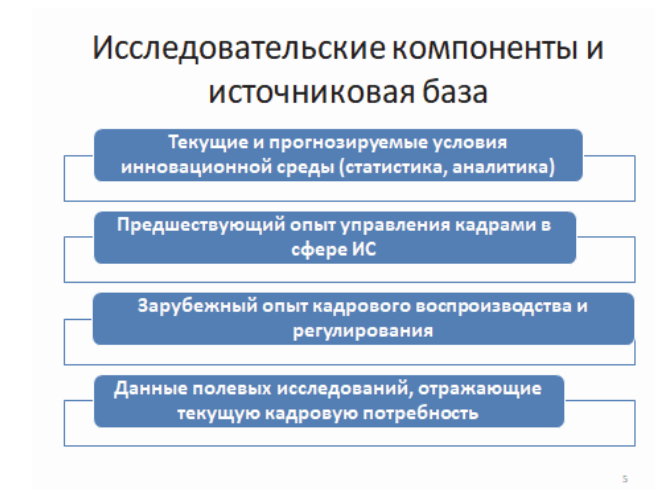 Исследовательские компоненты и
источниковая база
Текущие и прогнозируемые условия
инновационной среды (статистика, аналитика)
Предшествующий опыт управления кадрами в
сфере ИС
Зарубежный опыт кадрового воспроизводства и
регулирования
Данные полевых исследований, отражающие
текущую кадровую потребность
5